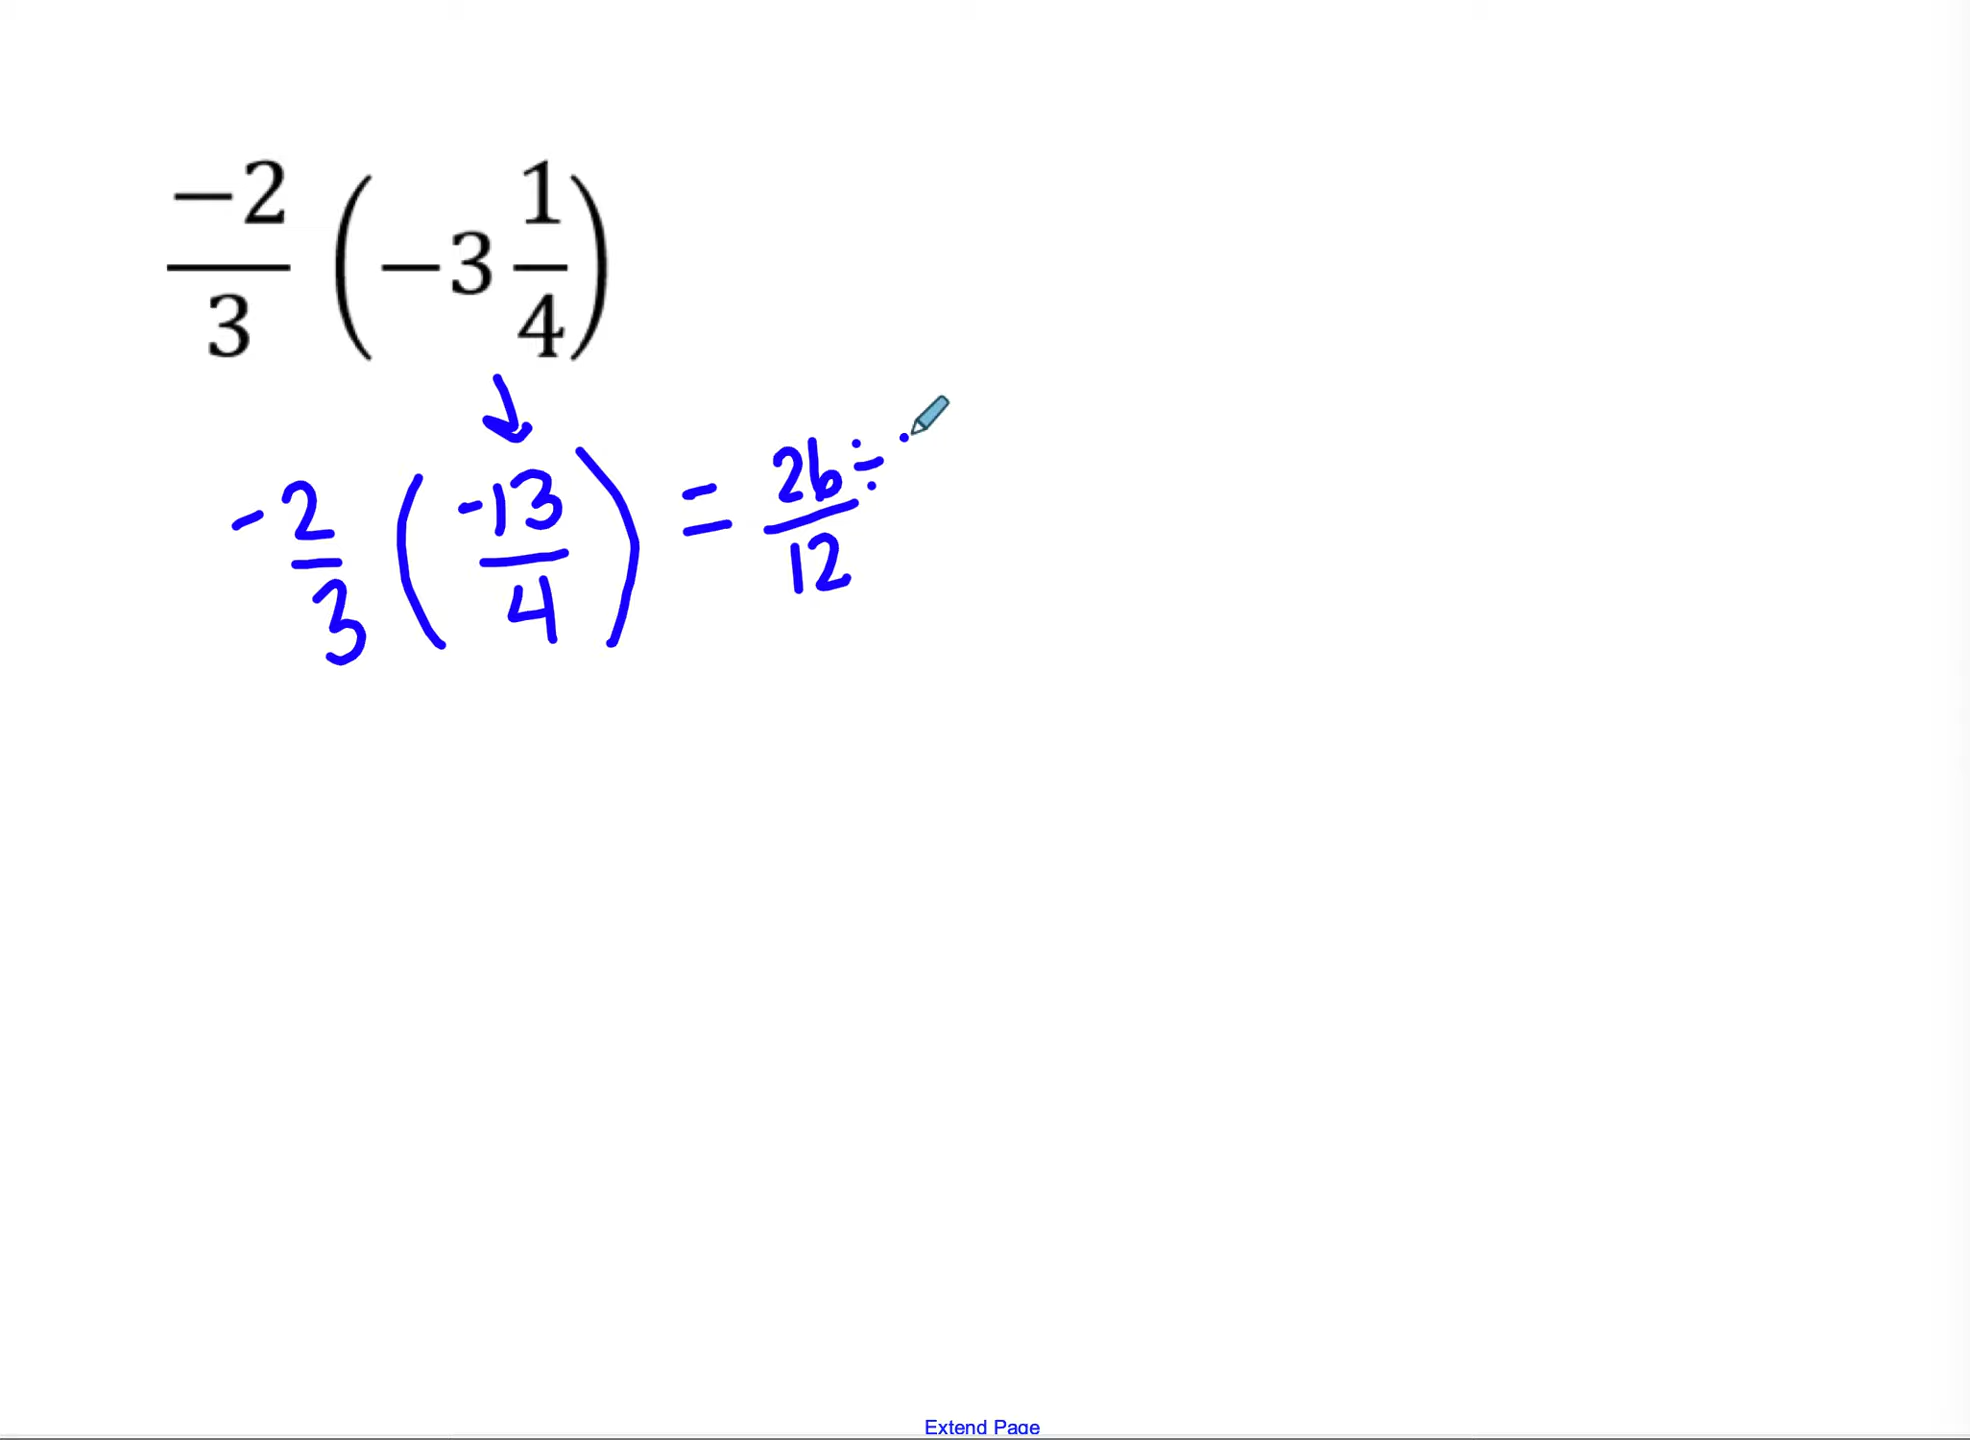 -2/3 (-3 1/4)
-2/3 (-13/4) = 26÷/12
Extend Page